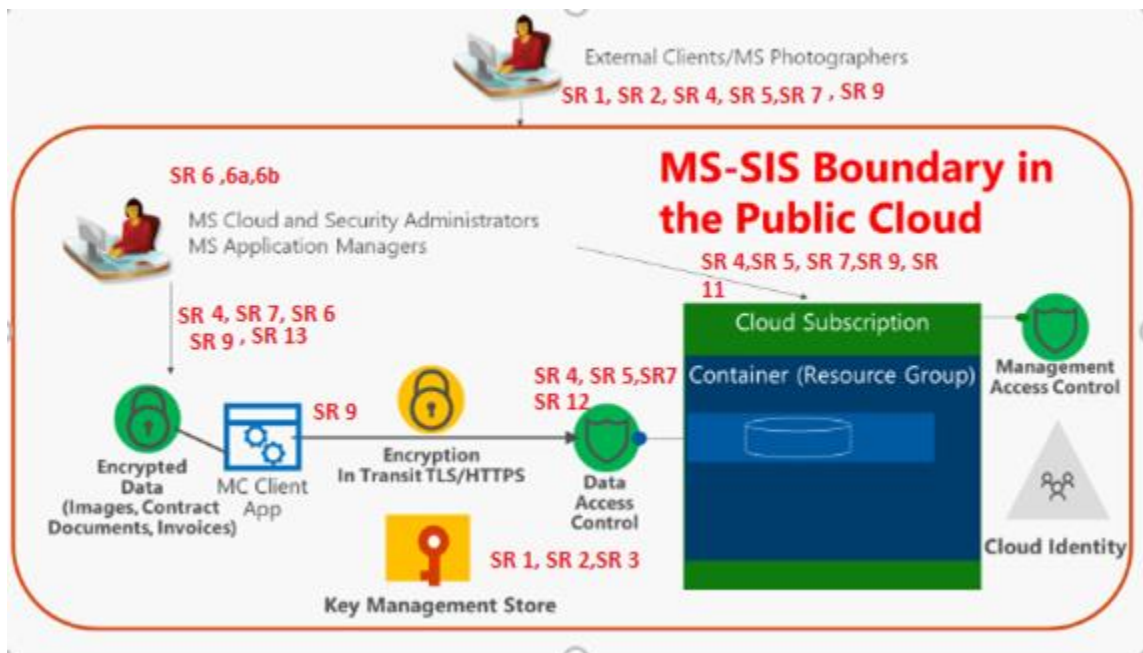 External Clients/MS Photographers
SR 1, SR 2, SR 4, SR 5,SR 7 , SR 9
SR 6 ,6a,6b
MS Cloud and Security Administrators
MS Application Managers
MS-SIS Boundary in
the Public Cloud
SR 4,SR 5, SR 7,SR 9, SR
11
SR 4, SR 7, SR 6
SR 9 , SR 13
Cloud Subscription
Container (Resource Group)
Management
Access Control
SR 4, SR 5,SR7
SR 12
SR 9
Encrypted
Data
(Images, Contract
Documents, Invoices)
MC Client
App
Encryption
In Transit TLS/HTTPS
Data
Access
Control
Cloud Identity
SR 1, SR 2,SR 3
Key Management Store